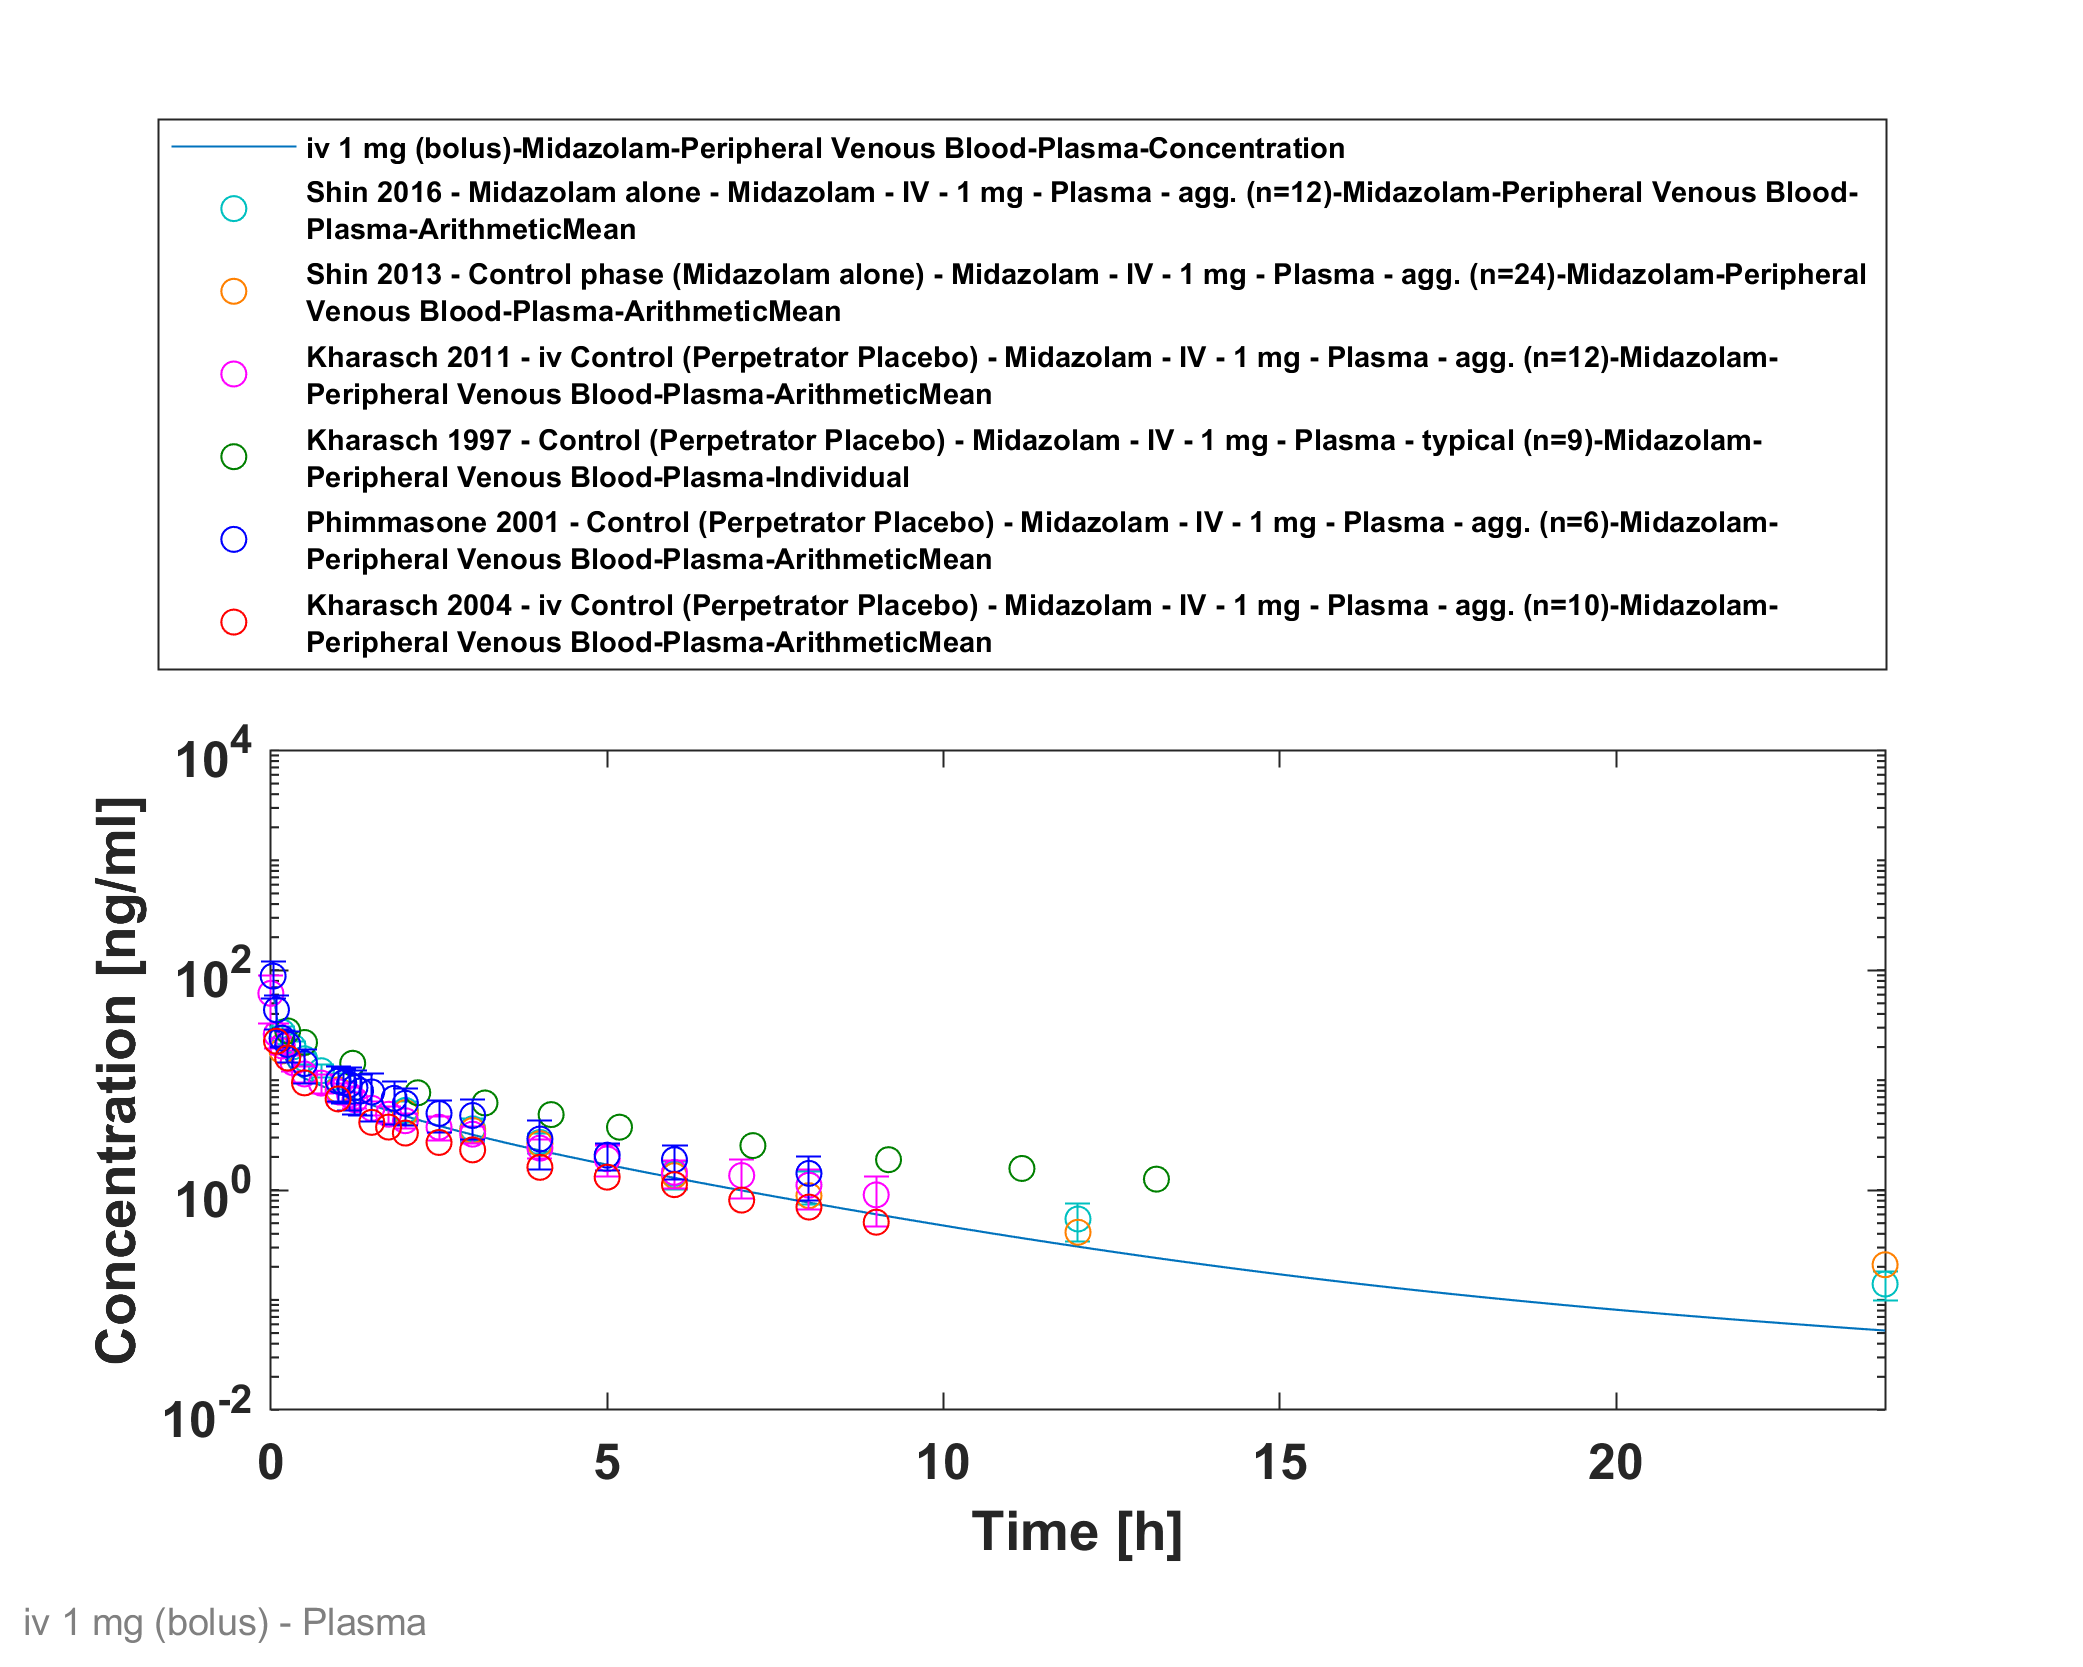 iv 1 mg (bolus)-Midazolam-Peripheral Venous Blood-Plasma-Concentration
Shin 2016 - Midazolam alone - Midazolam - IV - 1 mg - Plasma - agg. (n=12)-Midazolam-Peripheral Venous Blood-
Plasma-ArithmeticMean
Shin 2013 - Control phase (Midazolam alone) - Midazolam - IV - 1 mg - Plasma - agg. (n=24)-Midazolam-Peripheral
Venous Blood-Plasma-ArithmeticMean
Kharasch 2011 - iv Control (Perpetrator Placebo) - Midazolam - IV - 1 mg - Plasma - agg. (n=12)-Midazolam-
Peripheral Venous Blood-Plasma-ArithmeticMean
Kharasch 1997 - Control (Perpetrator Placebo) - Midazolam - IV - 1 mg - Plasma - typical (n=9)-Midazolam-
Peripheral Venous Blood-Plasma-Individual
Phimmasone 2001 - Control (Perpetrator Placebo) - Midazolam - IV - 1 mg - Plasma - agg. (n=6)-Midazolam-
Peripheral Venous Blood-Plasma-ArithmeticMean
Kharasch 2004 - iv Control (Perpetrator Placebo) - Midazolam - IV - 1 mg - Plasma - agg. (n=10)-Midazolam-
Peripheral Venous Blood-Plasma-ArithmeticMean
10^4
10^2
10^0
10^-2
Concentration [ng/ml]
0 5 10 15 20
Time [h]
iv 1 mg (bolus) - Plasma